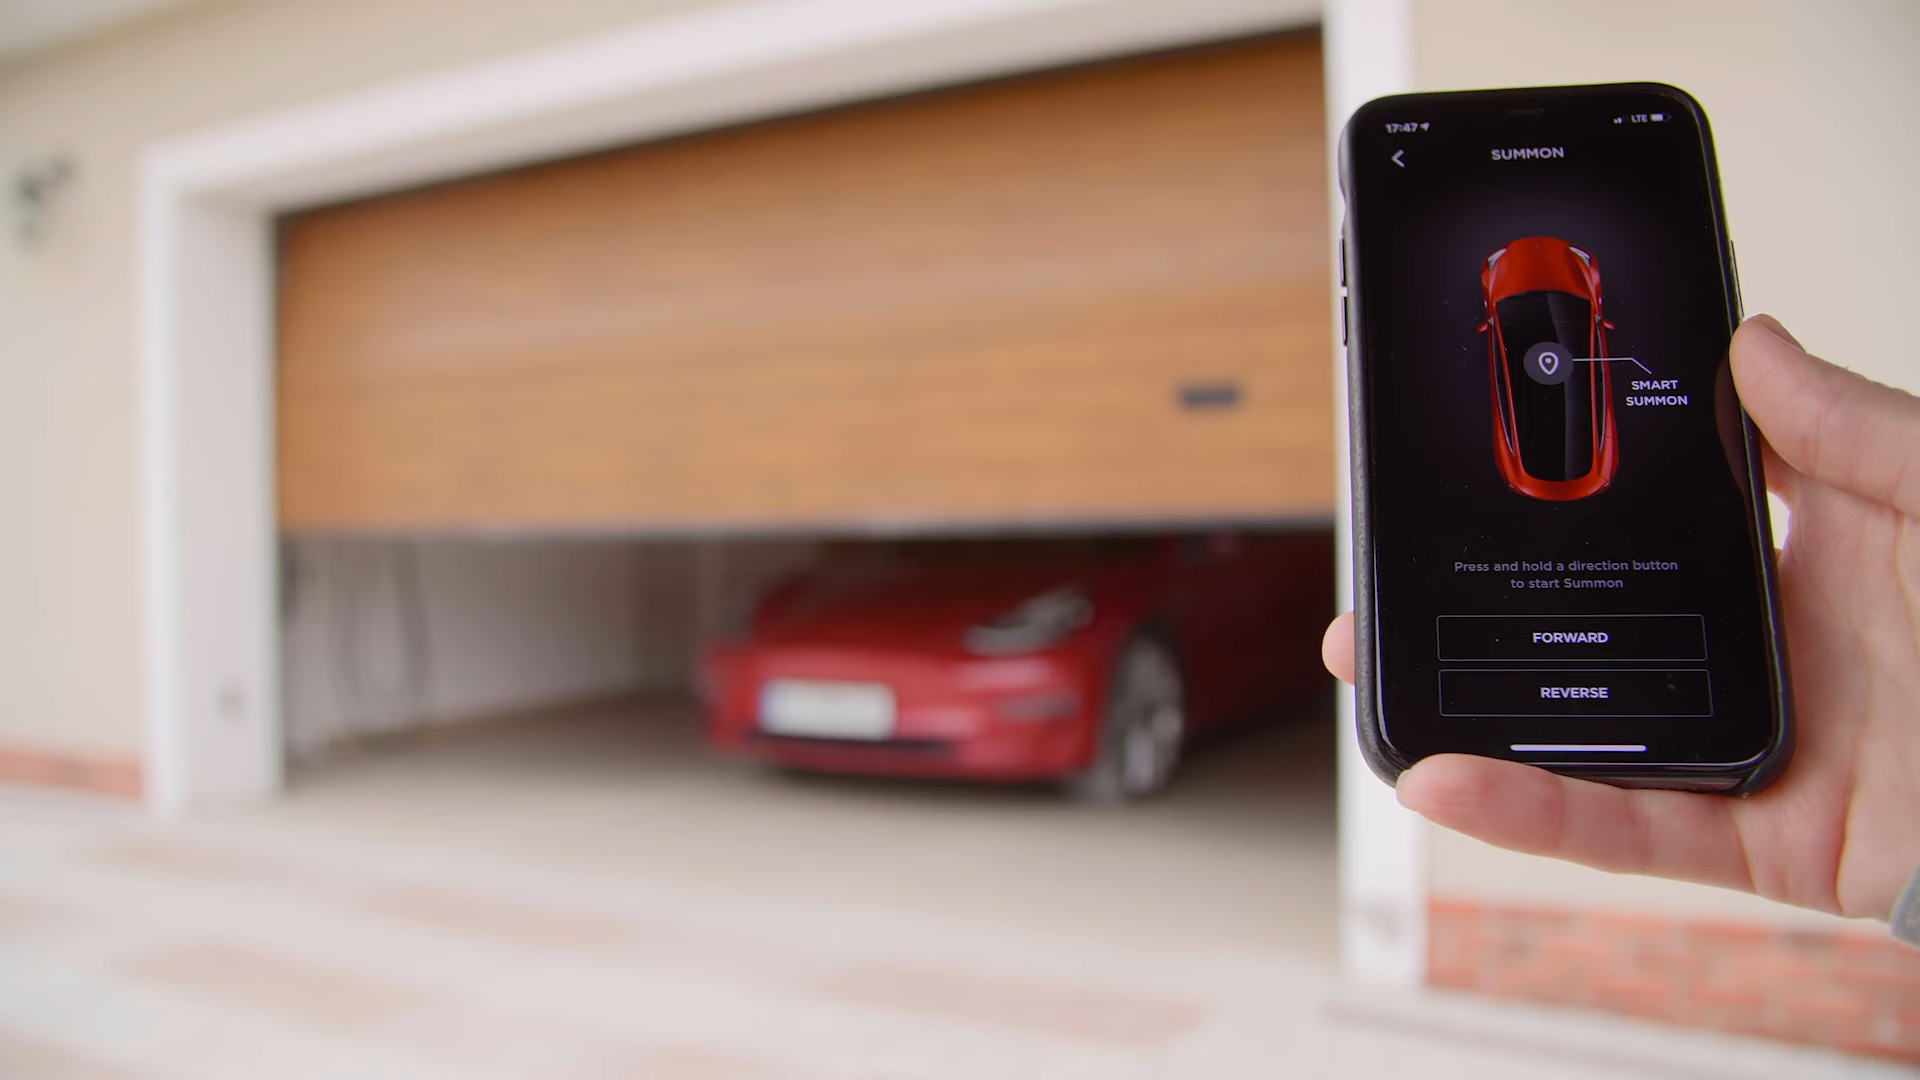 17:47
LTE
SUMMON
SMART
SUMMON
Press and hold a direction button
to start Summon
FORWARD
REVERSE